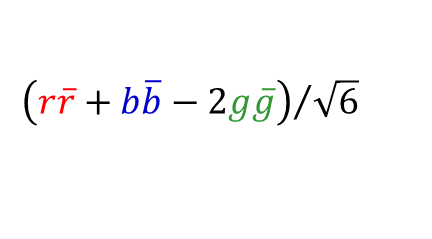 (rr̄ + bb̄ − 2gḡ)/√6